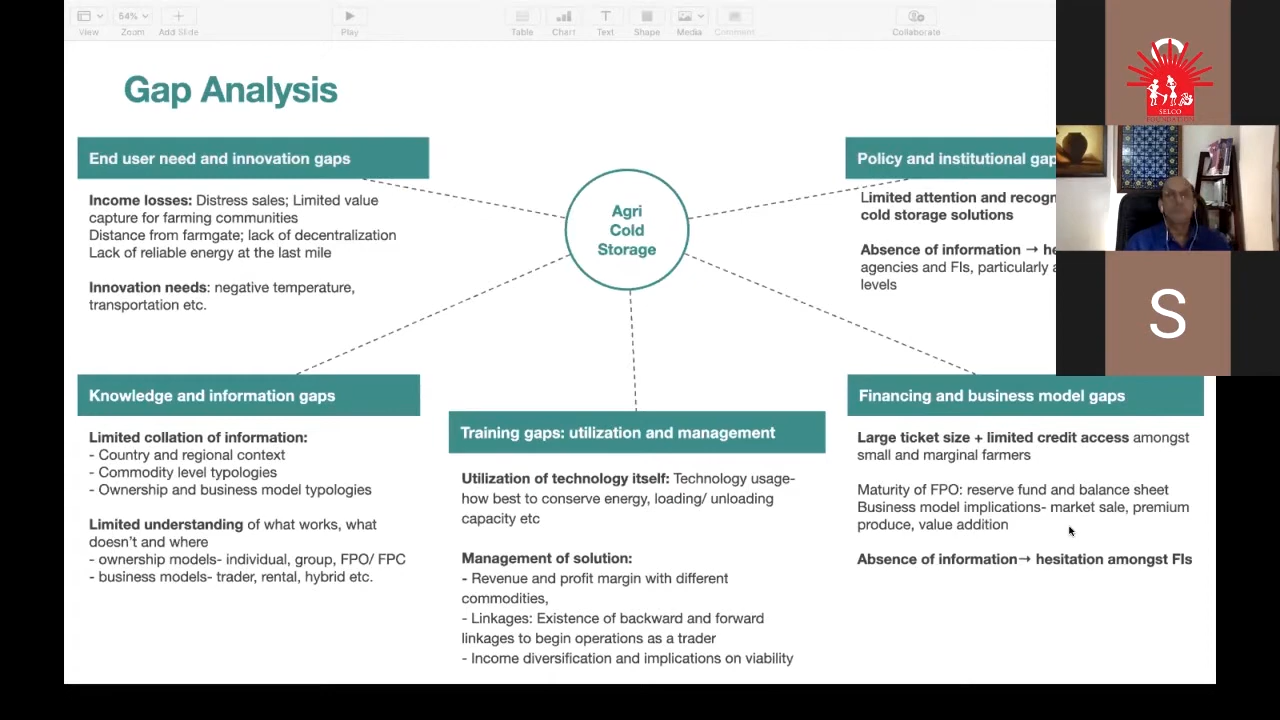 54%
View
Zoom
Add Slide
Play
Table
Chart
Text
Shape
Media
Comment
Collaborate
Gap Analysis
End user need and innovation gaps
Income losses: Distress sales; Limited value
capture for farming communities
Distance from farmgate; lack of decentralization
Lack of reliable energy at the last mile
Innovation needs: negative temperature,
transportation etc.
Agri
Cold
Storage
Policy and institutional gap
Limited attention and recogn
cold storage solutions
Absence of information → he
agencies and FIs, particularly a
levels
SELCO
FOUNDATION
S
Knowledge and information gaps
Limited collation of information:
- Country and regional context
- Commodity level typologies
- Ownership and business model typologies
Limited understanding of what works, what
doesn't and where
- ownership models- individual, group, FPO/ FPC
- business models- trader, rental, hybrid etc.
Training gaps: utilization and management
Utilization of technology itself: Technology usage-
how best to conserve energy, loading/ unloading
capacity etc
Management of solution:
- Revenue and profit margin with different
commodities,
- Linkages: Existence of backward and forward
linkages to begin operations as a trader
- Income diversification and implications on viability
Financing and business model gaps
Large ticket size + limited credit access amongst
small and marginal farmers
Maturity of FPO: reserve fund and balance sheet
Business model implications- market sale, premium
produce, value addition
Absence of information→ hesitation amongst FIs